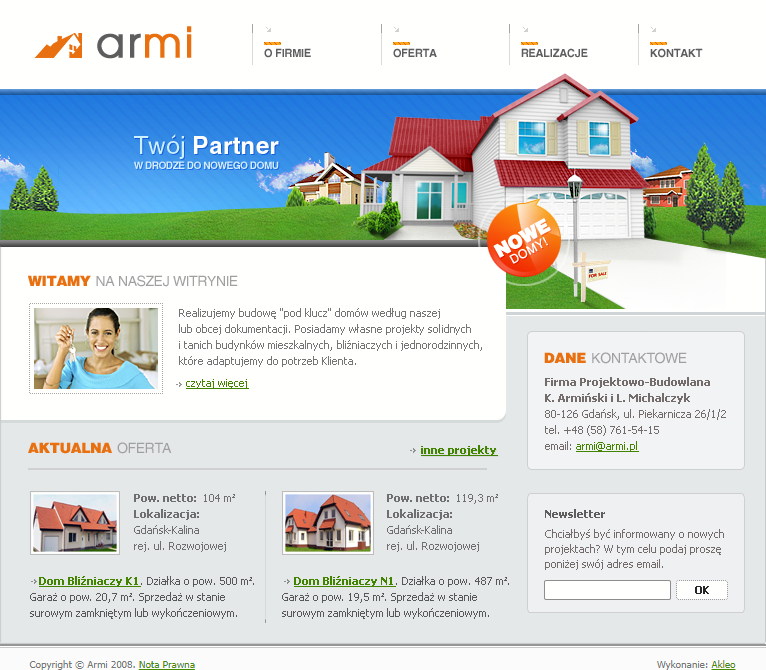 armi
O FIRMIE
OFERTA
REALIZACJE
KONTAKT
Twój Partner
W DRODZE DO NOWEGO DOMU
NOWE
DOMY!
FOR SALE
WITAMY NA NASZEJ WITRYNIE
Realizujemy budowę "pod klucz" domów według naszej
lub obcej dokumentacji. Posiadamy własne projekty solidnych
i tanich budynków mieszkalnych, bliźniaczych i jednorodzinnych,
które adaptujemy do potrzeb Klienta.
czytaj więcej
DANE KONTAKTOWE
Firma Projektowo-Budowlana
K. Armiński i L. Michalczyk
80-126 Gdańsk, ul. Piekarnicza 26/1/2
tel. +48 (58) 761-54-15
email: armi@armi.pl
AKTUALNA OFERTA
inne projekty
Pow. netto: 104 m²
Lokalizacja:
Gdańsk-Kalina
rej. ul. Rozwojowej
Dom Bliźniaczy K1. Działka o pow. 500 m².
Garaż o pow. 20,7 m². Sprzedaż w stanie
surowym zamkniętym lub wykończeniowym.
Pow. netto: 119,3 m²
Lokalizacja:
Gdańsk-Kalina
rej. ul. Rozwojowej
Dom Bliźniaczy N1. Działka o pow. 487 m².
Garaż o pow. 19,5 m². Sprzedaż w stanie
surowym zamkniętym lub wykończeniowym.
Newsletter
Chciałbyś być informowany o nowych
projektach? W tym celu podaj proszę
poniżej swój adres email.
OK
Copyright © Armi 2008. Nota Prawna
Wykonanie: Akleo